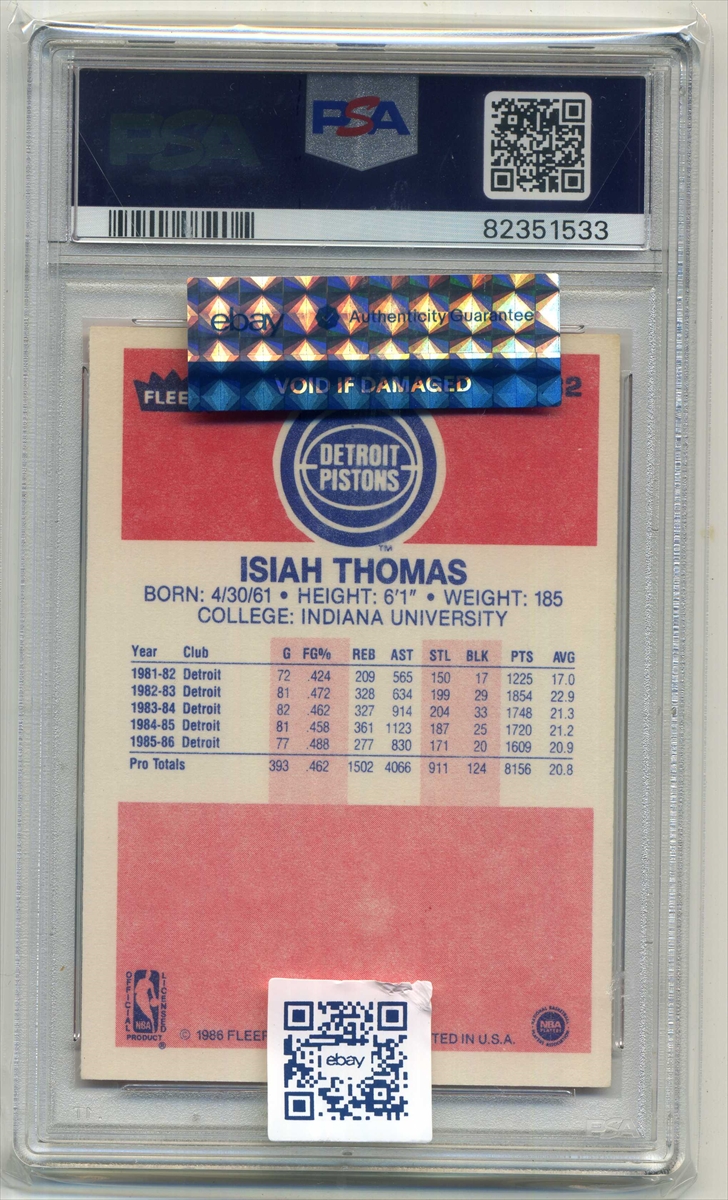 PSA
PSA
82351533
ebay Authenticity Guarantee
VOID IF DAMAGED
FLEE
2
DETROIT
PISTONS
TM
ISIAH THOMAS
BORN: 4/30/61 • HEIGHT: 6'1" • WEIGHT: 185
COLLEGE: INDIANA UNIVERSITY
Year Club G FG% REB AST STL BLK PTS AVG
1981-82 Detroit 72 .424 209 565 150 17 1225 17.0
1982-83 Detroit 81 .472 328 634 199 29 1854 22.9
1983-84 Detroit 82 .462 327 914 204 33 1748 21.3
1984-85 Detroit 81 .458 361 1123 187 25 1720 21.2
1985-86 Detroit 77 .488 277 830 171 20 1609 20.9
Pro Totals 393 .462 1502 4066 911 124 8156 20.8
OFFICIAL LICENSED
NBA
PRODUCT ®
© 1986 FLEER
TED IN U.S.A.
NBA
ebay
PSA